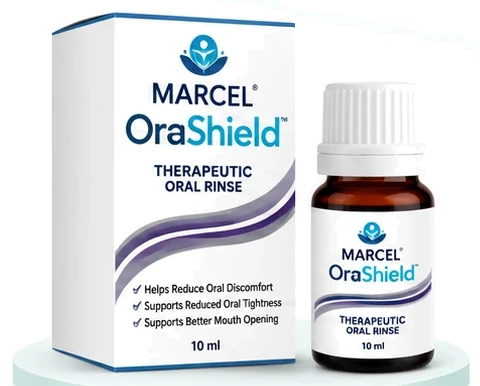 MARCEL®
OraShield™
THERAPEUTIC
ORAL RINSE
Helps Reduce Oral Discomfort
Supports Reduced Oral Tightness
Supports Better Mouth Opening
10 ml
MARCEL®
OraShield™
THERAPEUTIC
ORAL RINSE
10 ml